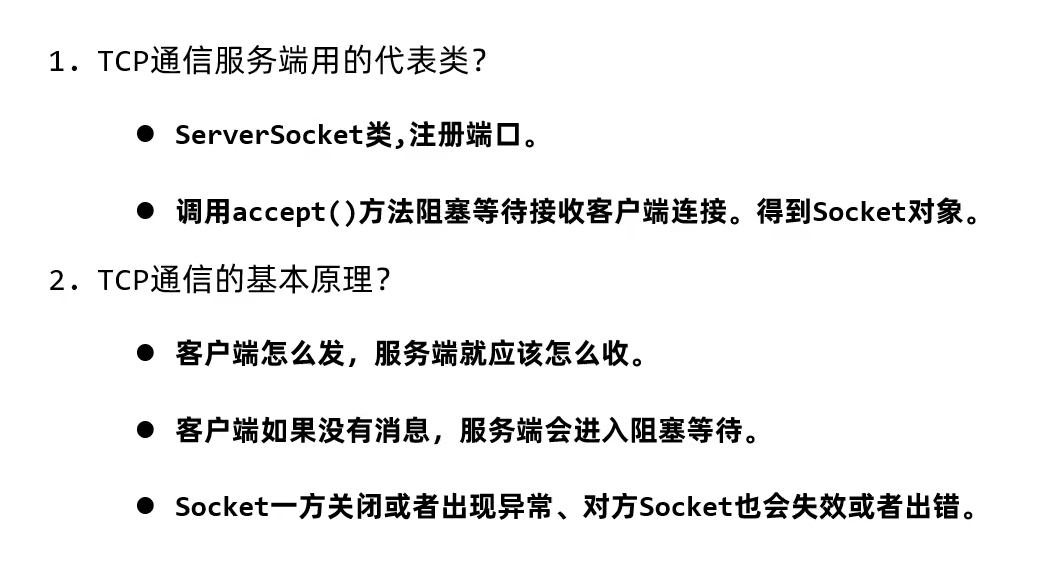 1. TCP通信服务端用的代表类？
● ServerSocket类,注册端口。
● 调用accept()方法阻塞等待接收客户端连接。得到Socket对象。
2. TCP通信的基本原理？
● 客户端怎么发，服务端就应该怎么收。
● 客户端如果没有消息，服务端会进入阻塞等待。
● Socket一方关闭或者出现异常、对方Socket也会失效或者出错。